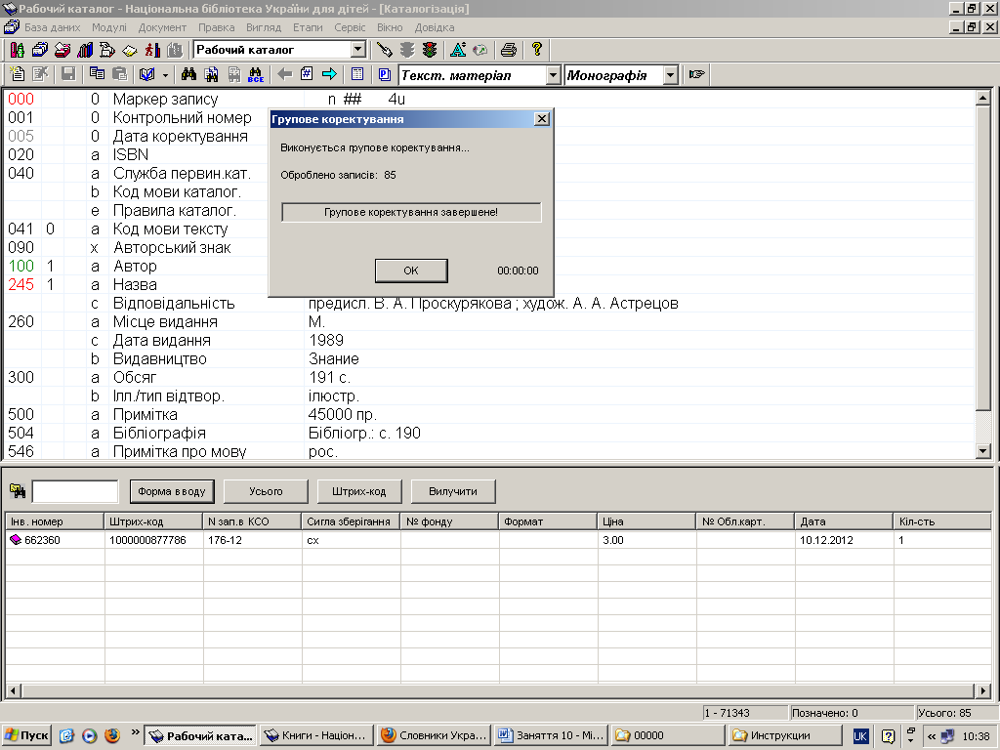 Рабочий каталог - Національна бібліотека України для дітей - [Каталогізація]
База даних Модулі Документ Правка Вигляд Етапи Сервіс Вікно Довідка
Рабочий каталог
ВСЕ Текст. матеріал Монографія
000 0 Маркер запису n ## 4u
001 0 Контрольний номер
005 0 Дата коректування
020 a ISBN
040 a Служба первин.кат.
b Код мови каталог.
e Правила каталог.
041 0 a Код мови тексту
090 x Авторський знак
100 1 a Автор
245 1 a Назва
c Відповідальність предисл. В. А. Проскурякова ; худож. А. А. Астрецов
260 a Місце видання М.
c Дата видання 1989
b Видавництво Знание
300 a Обсяг 191 с.
b Ілл./тип відтвор. ілюстр.
500 a Примітка 45000 пр.
504 a Бібліографія Бібліогр.: с. 190
546 a Примітка про мову рос.
Групове коректування
Виконується групове коректування...
Оброблено записів: 85
Групове коректування завершене!
OK 00:00:00
Форма вводу Усього Штрих-код Вилучити
Інв. номер Штрих-код N зап.в КСО Сигла зберігання № фонду Формат Ціна № Обл.карт. Дата Кіл-сть
662360 1000000877786 176-12 сх 3.00 10.12.2012 1
1 - 71343 Позначено: 0 Усього: 85
Пуск » Рабочий ката... Книги - Націон... Словники Укра... Заняття 10 - Mi... 00000 Инструкции UK « 10:38